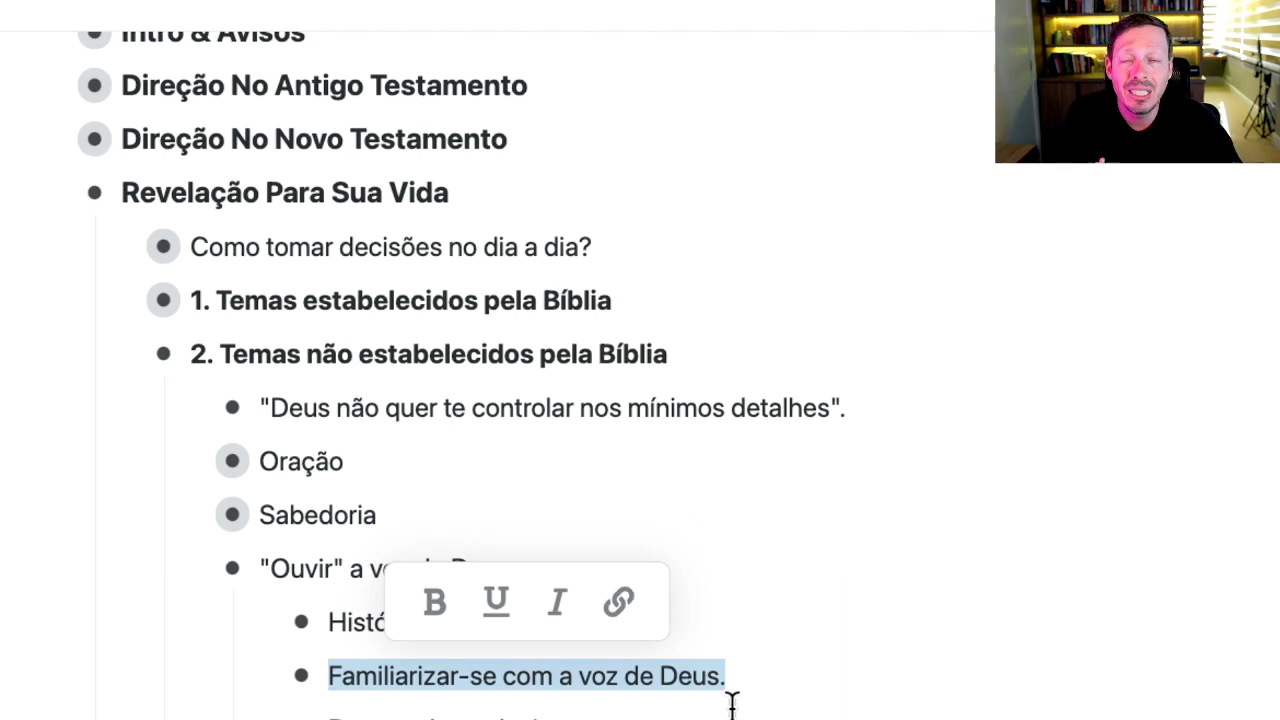 Intro & Avisos
Direção No Antigo Testamento
Direção No Novo Testamento
Revelação Para Sua Vida
Como tomar decisões no dia a dia?
1. Temas estabelecidos pela Bíblia
2. Temas não estabelecidos pela Bíblia
"Deus não quer te controlar nos mínimos detalhes".
Oração
Sabedoria
"Ouvir" a
B U I
Familiarizar-se com a voz de Deus.